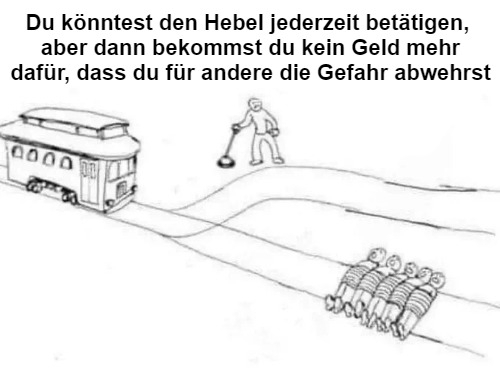 Du könntest den Hebel jederzeit betätigen,
aber dann bekommst du kein Geld mehr
dafür, dass du für andere die Gefahr abwehrst